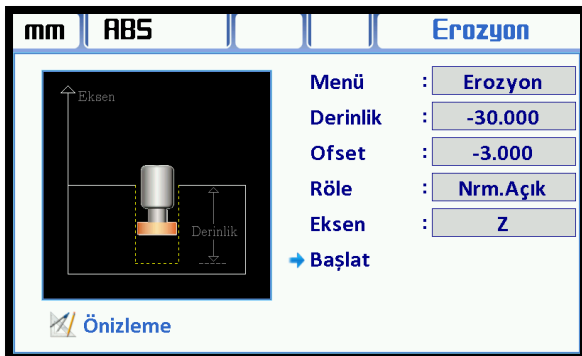 mm ABS Erozyon
Eksen
Derinlik
Menü : Erozyon
Derinlik : -30.000
Ofset : -3.000
Röle : Nrm.Açık
Eksen : Z
Başlat
Önizleme